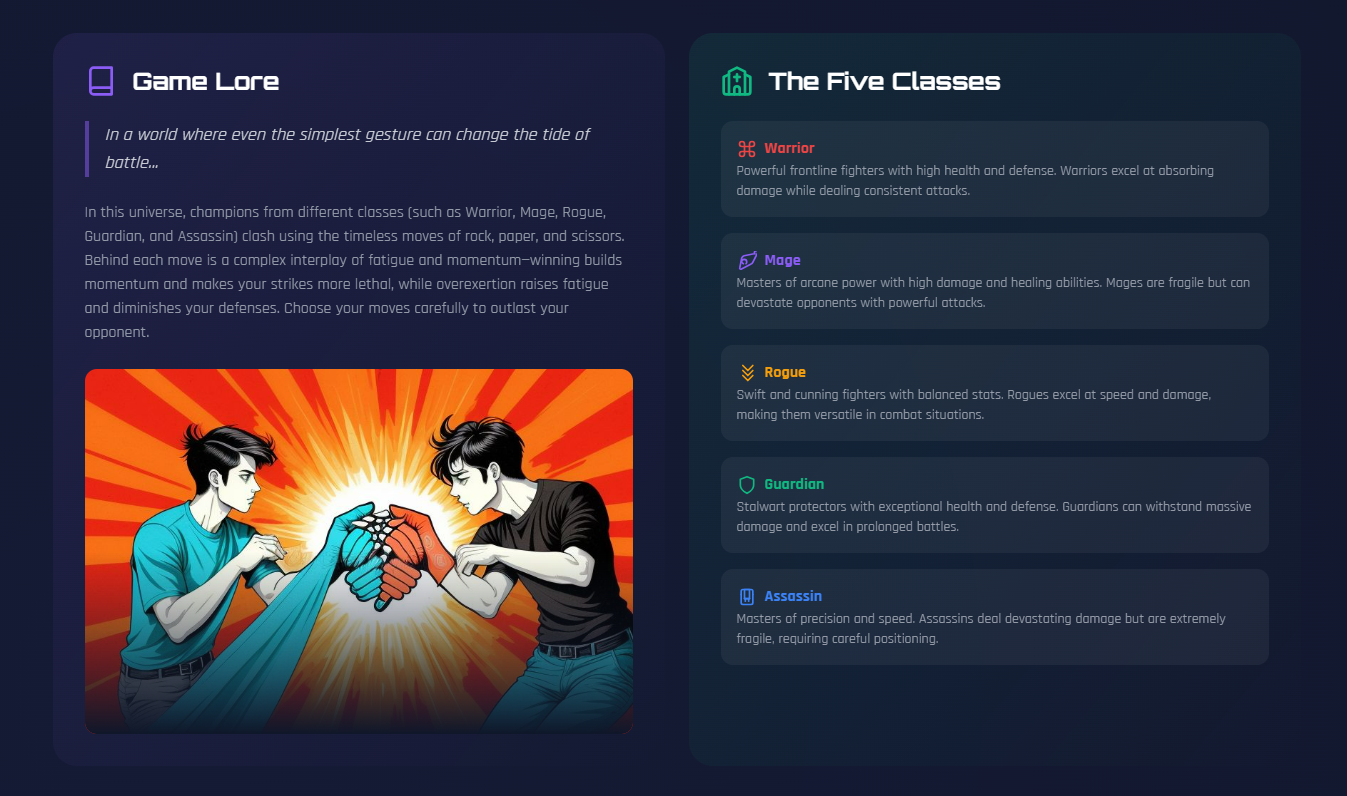 Game Lore
In a world where even the simplest gesture can change the tide of
battle...
In this universe, champions from different classes (such as Warrior, Mage, Rogue,
Guardian, and Assassin) clash using the timeless moves of rock, paper, and scissors.
Behind each move is a complex interplay of fatigue and momentum—winning builds
momentum and makes your strikes more lethal, while overexertion raises fatigue
and diminishes your defenses. Choose your moves carefully to outlast your
opponent.
The Five Classes
Warrior
Powerful frontline fighters with high health and defense. Warriors excel at absorbing
damage while dealing consistent attacks.
Mage
Masters of arcane power with high damage and healing abilities. Mages are fragile but can
devastate opponents with powerful attacks.
Rogue
Swift and cunning fighters with balanced stats. Rogues excel at speed and damage,
making them versatile in combat situations.
Guardian
Stalwart protectors with exceptional health and defense. Guardians can withstand massive
damage and excel in prolonged battles.
Assassin
Masters of precision and speed. Assassins deal devastating damage but are extremely
fragile, requiring careful positioning.